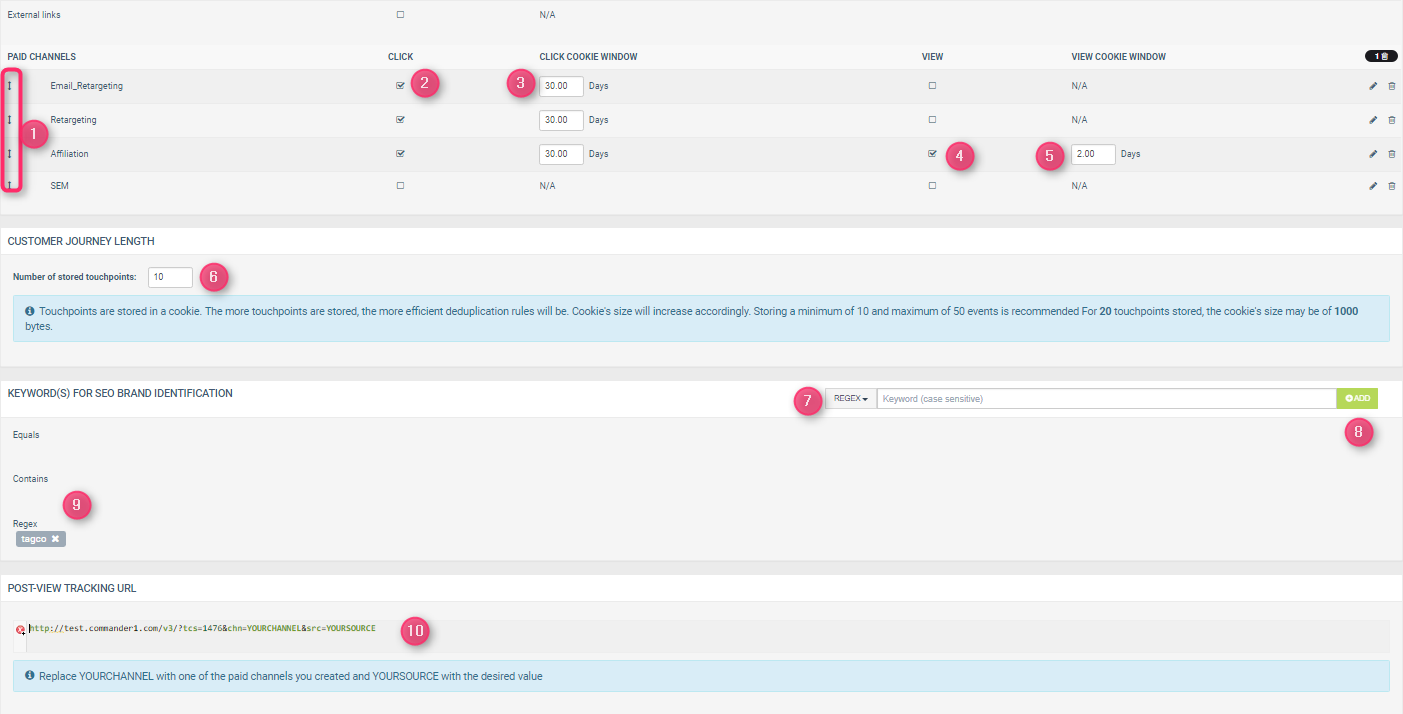 External links N/A
PAID CHANNELS CLICK CLICK COOKIE WINDOW VIEW VIEW COOKIE WINDOW 1
Email_Retargeting 2 3 30.00 Days N/A
Retargeting 30.00 Days N/A
1
Affiliation 30.00 Days 4 5 2.00 Days
SEM N/A N/A
CUSTOMER JOURNEY LENGTH
Number of stored touchpoints: 10 6
Touchpoints are stored in a cookie. The more touchpoints are stored, the more efficient deduplication rules will be. Cookie's size will increase accordingly. Storing a minimum of 10 and maximum of 50 events is recommended For 20 touchpoints stored, the cookie's size may be of 1000
bytes.
KEYWORD(S) FOR SEO BRAND IDENTIFICATION 7 REGEX Keyword (case sensitive) ADD
Equals 8
Contains
9
Regex
tagco
POST-VIEW TRACKING URL
http://test.commander1.com/v3/?tcs=1476&chn=YOURCHANNEL&src=YOURSOURCE 10
Replace YOURCHANNEL with one of the paid channels you created and YOURSOURCE with the desired value